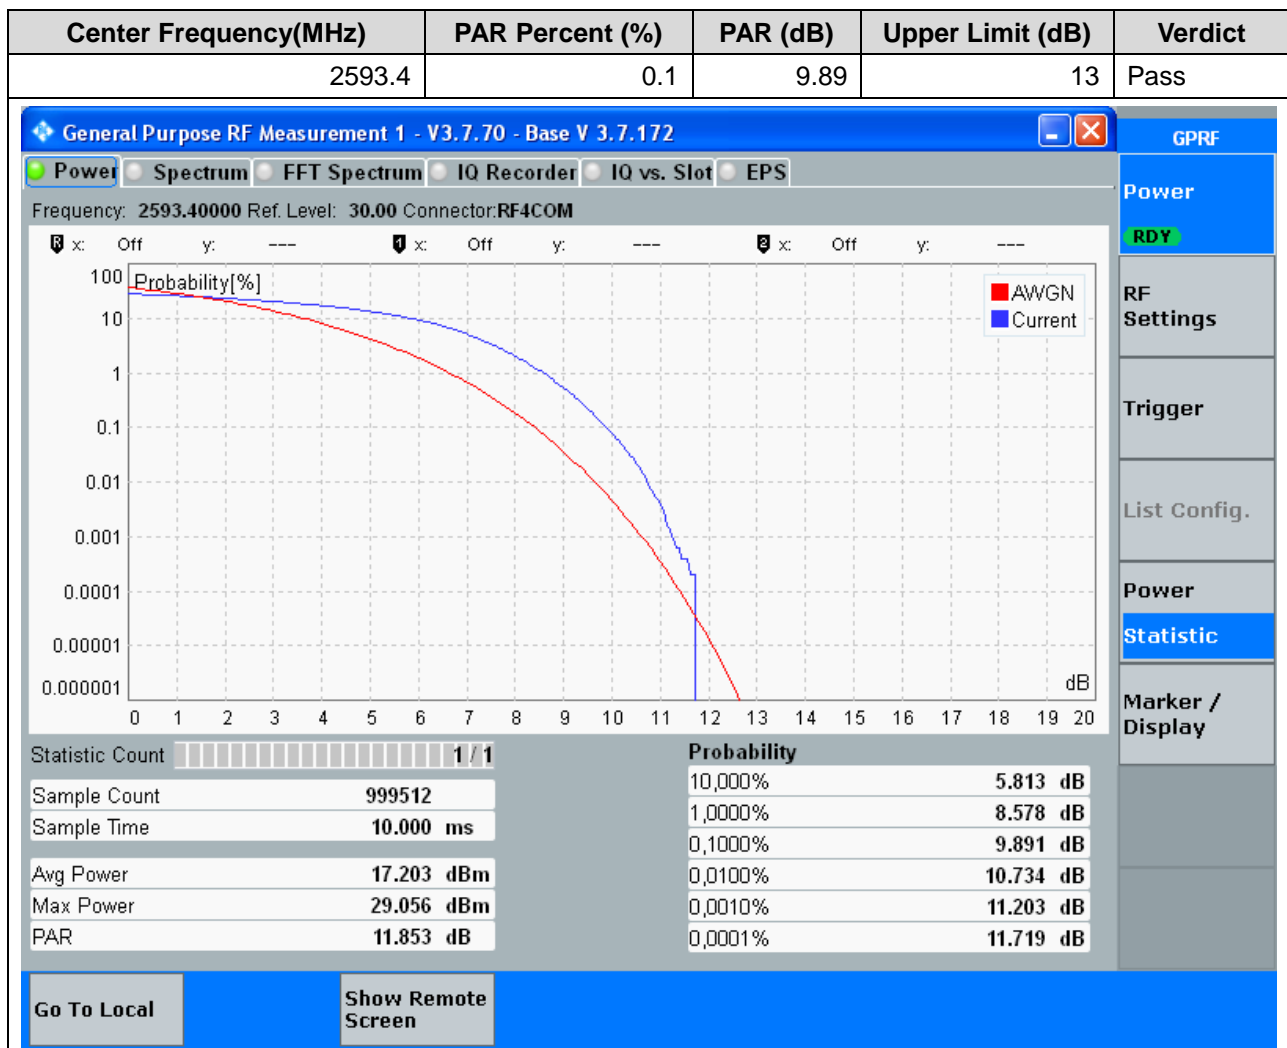 Center Frequency(MHz) PAR Percent (%) PAR (dB) Upper Limit (dB) Verdict
2593.4 0.1 9.89 13 Pass
General Purpose RF Measurement 1 - V3.7.70 - Base V 3.7.172
GPRF
Power Spectrum FFT Spectrum IQ Recorder IQ vs. Slot EPS
Frequency: 2593.40000 Ref. Level: 30.00 Connector:RF4COM
R x: Off y: --- 1 x: Off y: --- 2 x: Off y: ---
Probability[%]
AWGN
Current
100
10
1
0.1
0.01
0.001
0.0001
0.00001
0.000001
dB
0 1 2 3 4 5 6 7 8 9 10 11 12 13 14 15 16 17 18 19 20
Statistic Count 1 / 1
Sample Count 999512
Sample Time 10.000 ms
Avg Power 17.203 dBm
Max Power 29.056 dBm
PAR 11.853 dB
Probability
10,000% 5.813 dB
1,0000% 8.578 dB
0,1000% 9.891 dB
0,0100% 10.734 dB
0,0010% 11.203 dB
0,0001% 11.719 dB
Power
RDY
RF
Settings
Trigger
List Config.
Power
Statistic
Marker /
Display
Go To Local
Show Remote
Screen